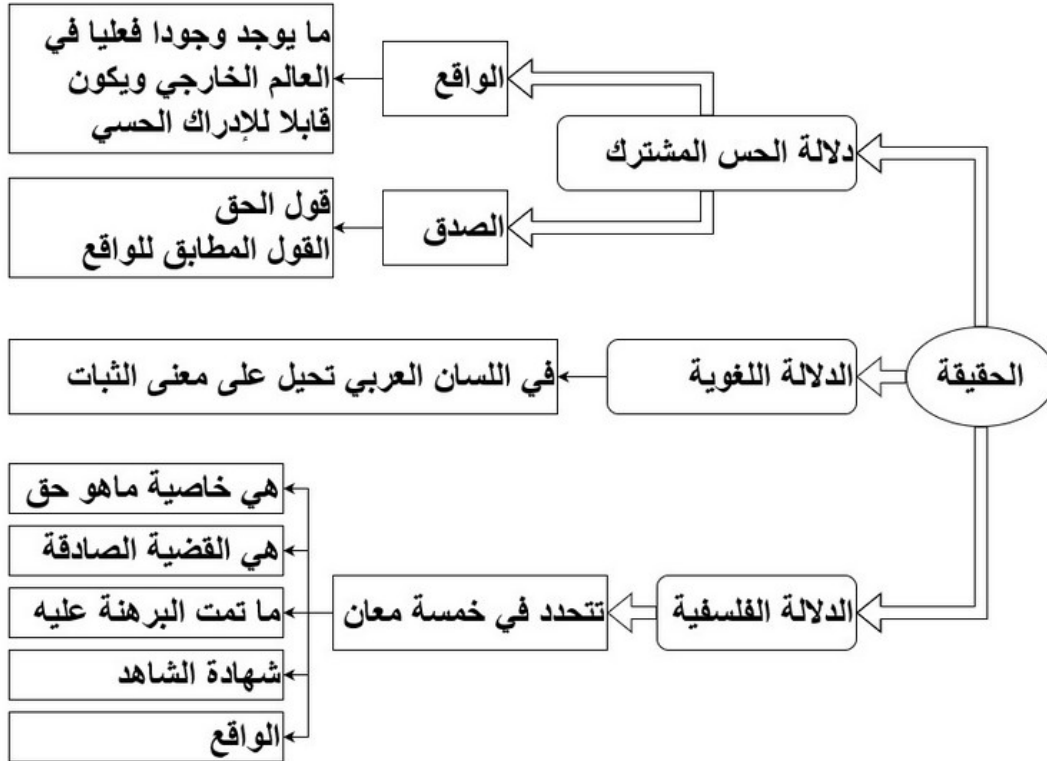 الحقيقة
دلالة الحس المشترك
الواقع
ما يوجد وجودا فعليا في
العالم الخارجي ويكون
قابلا للإدراك الحسي
الصدق
قول الحق
القول المطابق للواقع
الدلالة اللغوية
في اللسان العربي تحيل على معنى الثبات
الدلالة الفلسفية
تتحدد في خمسة معان
هي خاصية ماهو حق
هي القضية الصادقة
ما تمت البرهنة عليه
شهادة الشاهد
الواقع